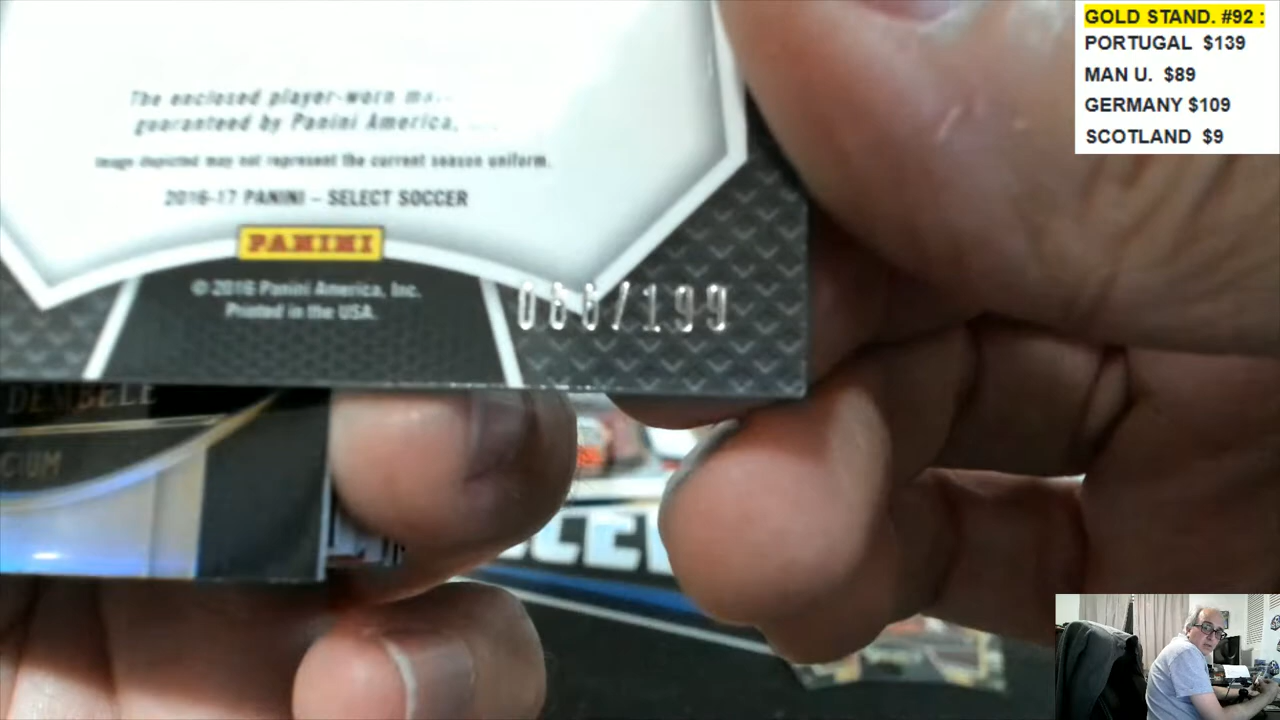 GOLD STAND. #92 :
PORTUGAL $139
MAN U. $89
GERMANY $109
SCOTLAND $9
The enclosed player-worn
guaranteed by Panini America,
Image depicted may not represent the current season uniform.
2016-17 PANINI – SELECT SOCCER
PANINI
© 2016 Panini America, Inc.
Printed in the USA.
/199
DEMBELE